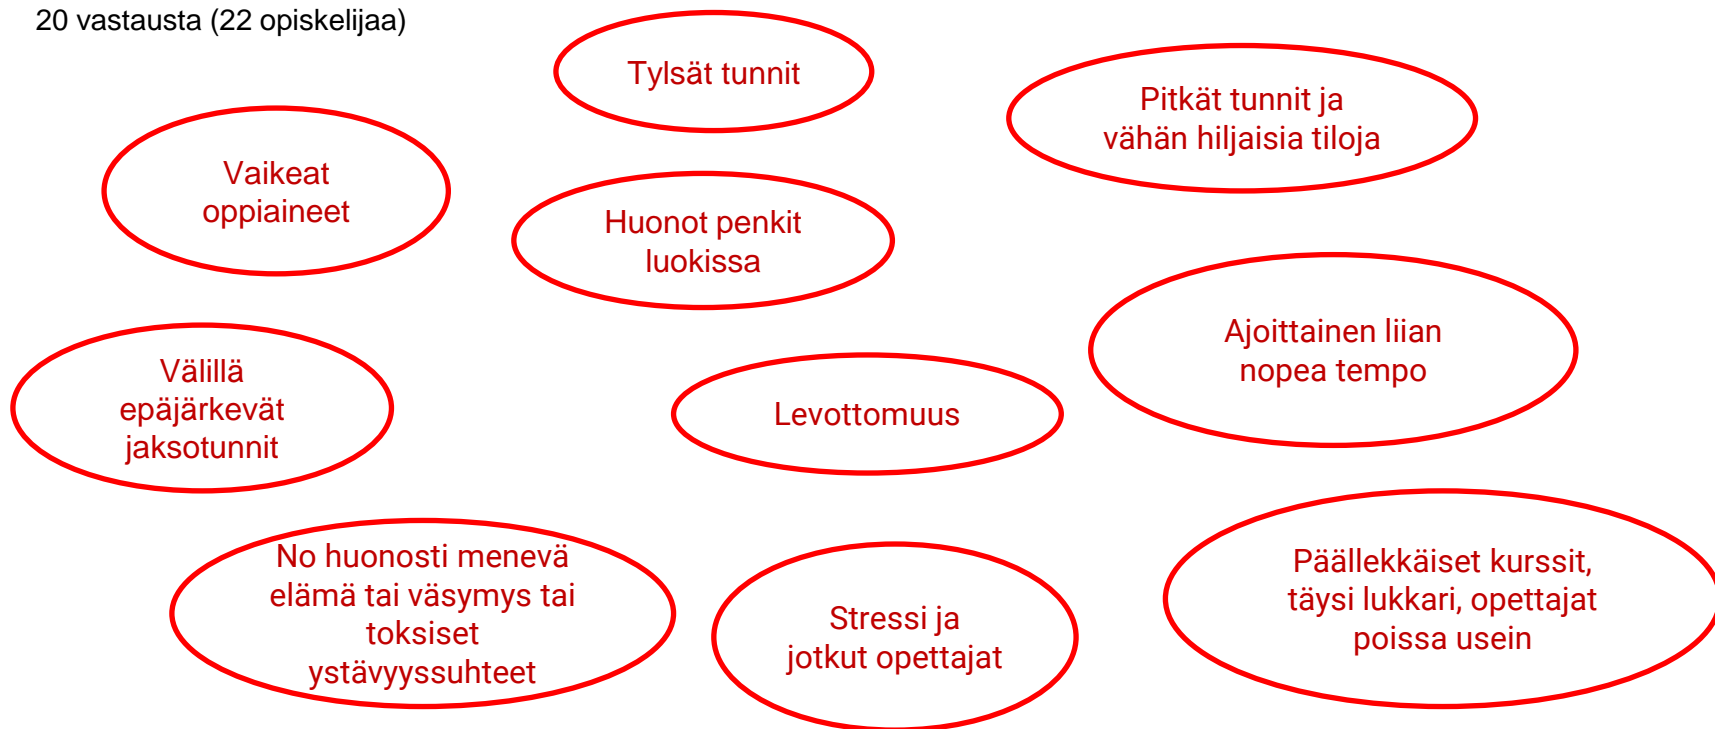 20 vastausta (22 opiskelijaa)
Tylsät tunnit
Pitkät tunnit ja
vähän hiljaisia tiloja
Vaikeat
oppiaineet
Huonot penkit
luokissa
Ajoittainen liian
nopea tempo
Välillä
epäjärkevät
jaksotunnit
Levottomuus
No huonosti menevä
elämä tai väsymys tai
toksiset
ystävyyssuhteet
Stressi ja
jotkut opettajat
Päällekkäiset kurssit,
täysi lukkari, opettajat
poissa usein